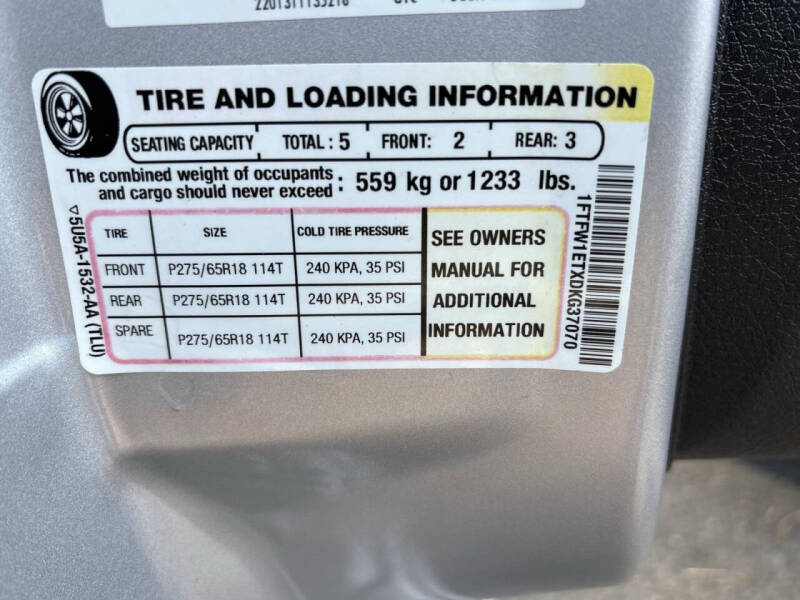 TIRE AND LOADING INFORMATION
SEATING CAPACITY TOTAL : 5 FRONT: 2 REAR: 3
The combined weight of occupants
and cargo should never exceed : 559 kg or 1233 lbs.
TIRE SIZE COLD TIRE PRESSURE
FRONT P275/65R18 114T 240 KPA, 35 PSI
REAR P275/65R18 114T 240 KPA, 35 PSI
SPARE P275/65R18 114T 240 KPA, 35 PSI
SEE OWNERS
MANUAL FOR
ADDITIONAL
INFORMATION
5U5A-1532-AA (TLU)
1FTFW1ETXDKG37070